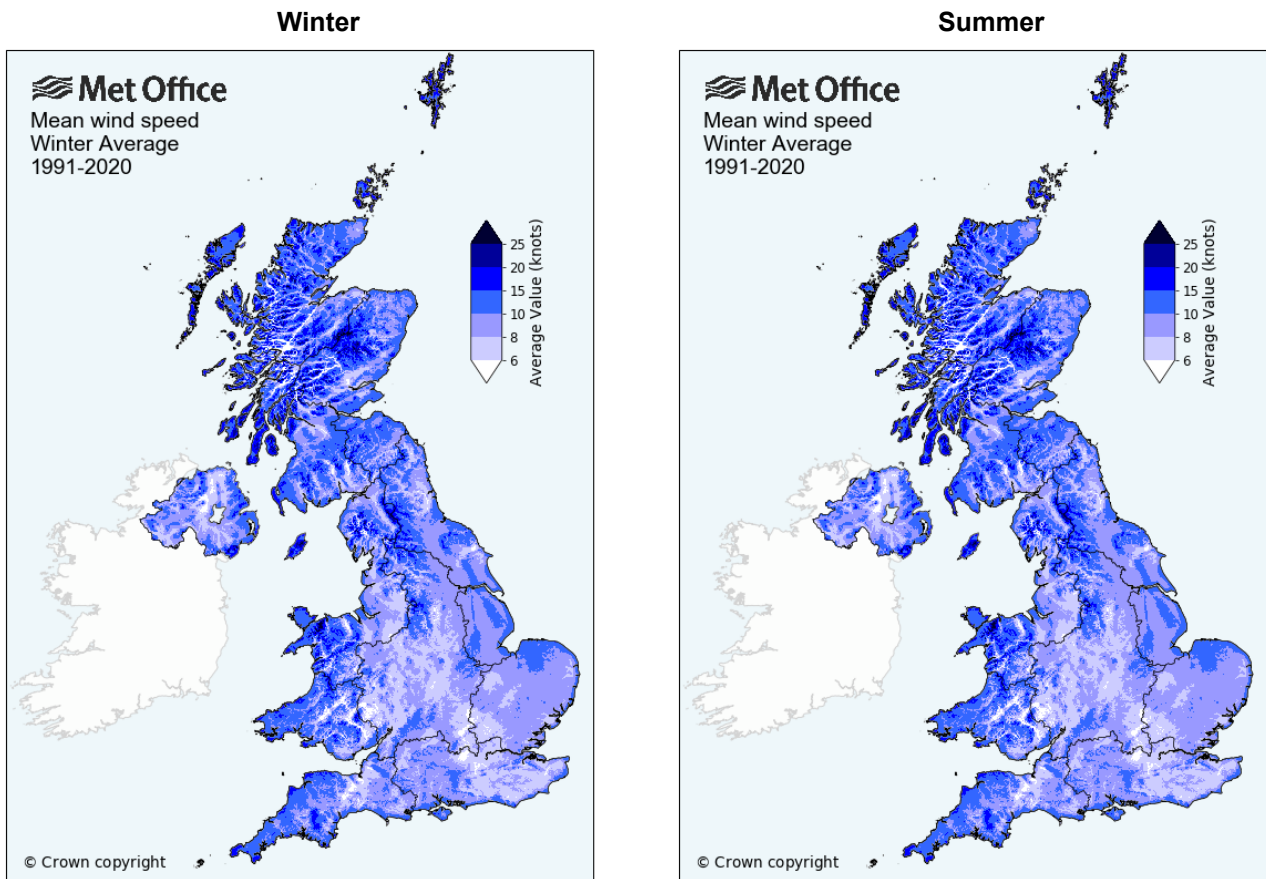 Winter
Met Office
Mean wind speed
Winter Average
1991-2020
25
20
15
10
8
6
Average Value (knots)
© Crown copyright
Summer
Met Office
Mean wind speed
Winter Average
1991-2020
25
20
15
10
8
6
Average Value (knots)
© Crown copyright